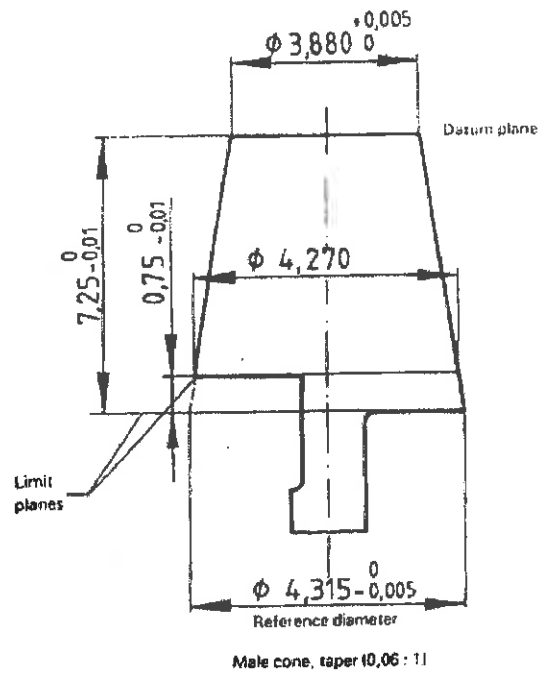 +0,005
ϕ 3,880 0
Datum plane
0
7,25-0,01
0
0,75-0,01
ϕ 4,270
Limit
planes
0
ϕ 4,315-0,005
Reference diameter
Male cone, taper (0,06 : 1)